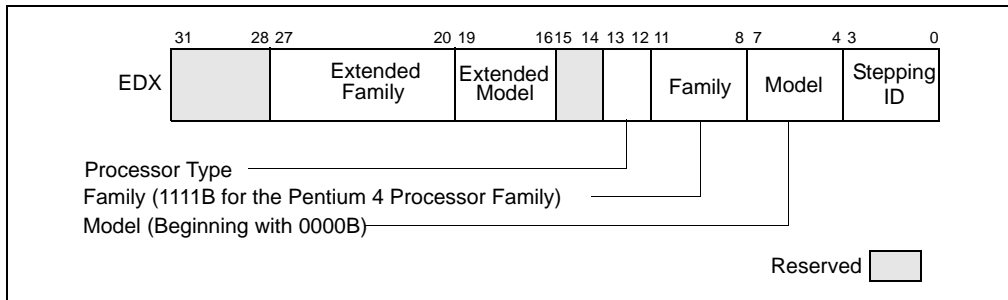 31 28 27 20 19 16 15 14 13 12 11 8 7 4 3 0
EDX
Extended Family
Extended Model
Family
Model
Stepping ID
Processor Type
Family (1111B for the Pentium 4 Processor Family)
Model (Beginning with 0000B)
Reserved